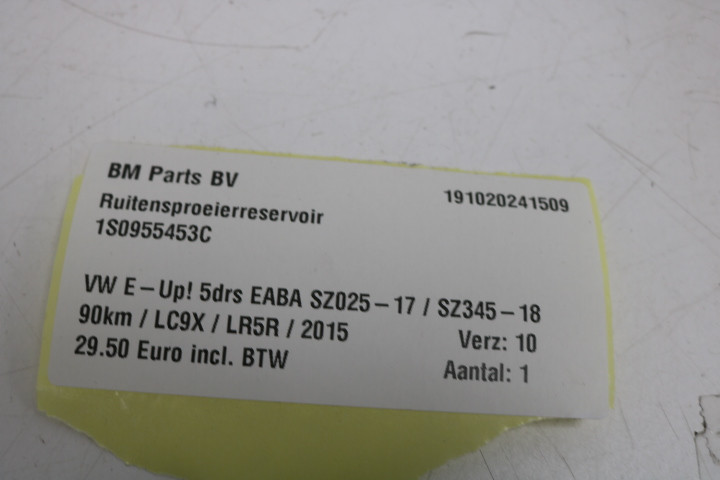 BM Parts BV
191020241509
Ruitensproeierreservoir
1S0955453C
VW E-Up! 5drs EABA SZ025-17 / SZ345-18
90km / LC9X / LR5R / 2015
Verz: 10
29.50 Euro incl. BTW
Aantal: 1